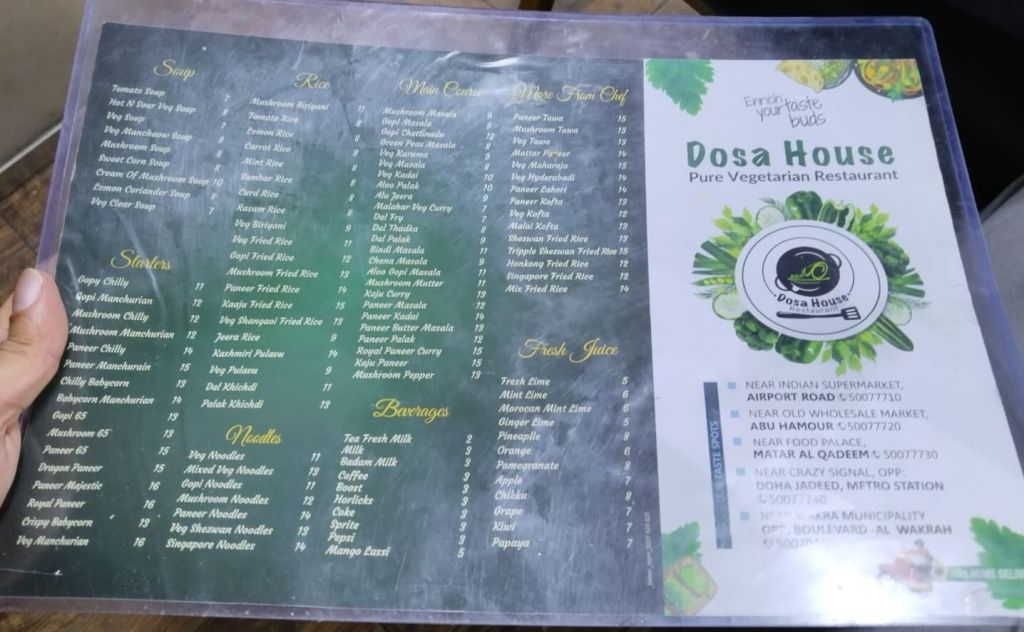 Soup
Tomato Soup 7
Hot N Sour Veg Soup 8
Veg Soup 7
Veg Manchaow Soup 8
Mushroom Soup 8
Sweet Corn Soup 8
Cream Of Mushroom Soup 10
Lemon Coriander Soup 8
Veg Clear Soup 7
Starters
Gopy Chilly 11
Gopi Manchurian 12
Mushroom Chilly 12
Mushroom Manchurian 12
Paneer Chilly 14
Paneer Manchurain 15
Chilly Babycorn 13
Babycorn Manchurian 14
Gopi 65 13
Mushroom 65 13
Paneer 65 15
Dragon Paneer 15
Paneer Majestic 16
Royal Paneer 16
Crispy Babycorn 13
Veg Manchurian 16
Rice
Mushroom Biriyani 11
Tomato Rice 8
Lemon Rice 8
Carrot Rice 8
Mint Rice 8
Sambar Rice 8
Curd Rice 8
Rasam Rice 8
Veg Biriyani 9
Veg Fried Rice 11
Gopi Fried Rice 12
Mushroom Fried Rice 13
Paneer Fried Rice 14
Kaaju Fried Rice 15
Veg Shangaai Fried Rice 13
Jeera Rice 9
Kashmiri Pulavu 14
Veg Pulavu 9
Dal Khichdi 11
Palak Khichdi 13
Noodles
Veg Noodles 11
Mixed Veg Noodles 13
Gopi Noodles 11
Mushroom Noodles 12
Paneer Noodles 14
Veg Shezwan Noodles 13
Singapore Noodles 14
Main Course
Mushroom Masala 9
Gopi Masala 9
Gopi Chettinadu 12
Green Peas Masala
Veg Kuruma
Veg Masala
Veg Kadai
Aloo Palak 10
Alu Jeera
Malabar Veg Curry
Dal Fry
Dal Thadka
Dal Palak
Bindi Masala
Chena Masala
Aloo Gopi Masala 11
Mushroom Mutter 11
Kaju Curry 13
Paneer Masala
Paneer Kadai 14
Paneer Butter Masala 13
Paneer Palak 12
Royal Paneer Curry 15
Kaju Paneer 15
Mushroom Pepper 13
Beverages
Tea Fresh Milk 2
Milk 3
Badam Milk 3
Coffee 3
Boost 3
Horlicks 3
Coke 3
Sprite 3
Pepsi 3
Mango Lassi 5
More From Chef
Paneer Tawa 15
Mushroom Tawa 13
Veg Tawa 13
Mattar Paneer 14
Veg Maharaja 15
Veg Hyderabadi 14
Paneer Lahori 14
Paneer Kofta 13
Veg Kofta 12
Malai Kofta 13
Shezwan Fried Rice 13
Tripple Shezwan Fried Rice 15
Honkong Fried Rice 12
Singapore Fried Rice 12
Mix Fried Rice 14
Fresh Juice
Fresh Lime 5
Mint Lime 6
Morocan Mint Lime 6
Ginger Lime 5
Pineaplle 8
Orange 6
Pomegranate 8
Apple 7
Chikku 8
Grape 7
Kiwi 7
Papaya 7
Enrich
your taste
buds
Dosa House
Pure Vegetarian Restaurant
Dosa House
Restaurant
TASTE SPOTS
NEAR INDIAN SUPERMARKET,
AIRPORT ROAD 50077710
NEAR OLD WHOLESALE MARKET,
ABU HAMOUR 50077720
NEAR FOOD PALACE,
MATAR AL QADEEM 50077730
NEAR CRAZY SIGNAL, OPP:
DOHA JADEED, METRO STATION
50077740
NEAR WAKRA MUNICIPALITY
OPP, BOULEVARD -AL WAKRAH